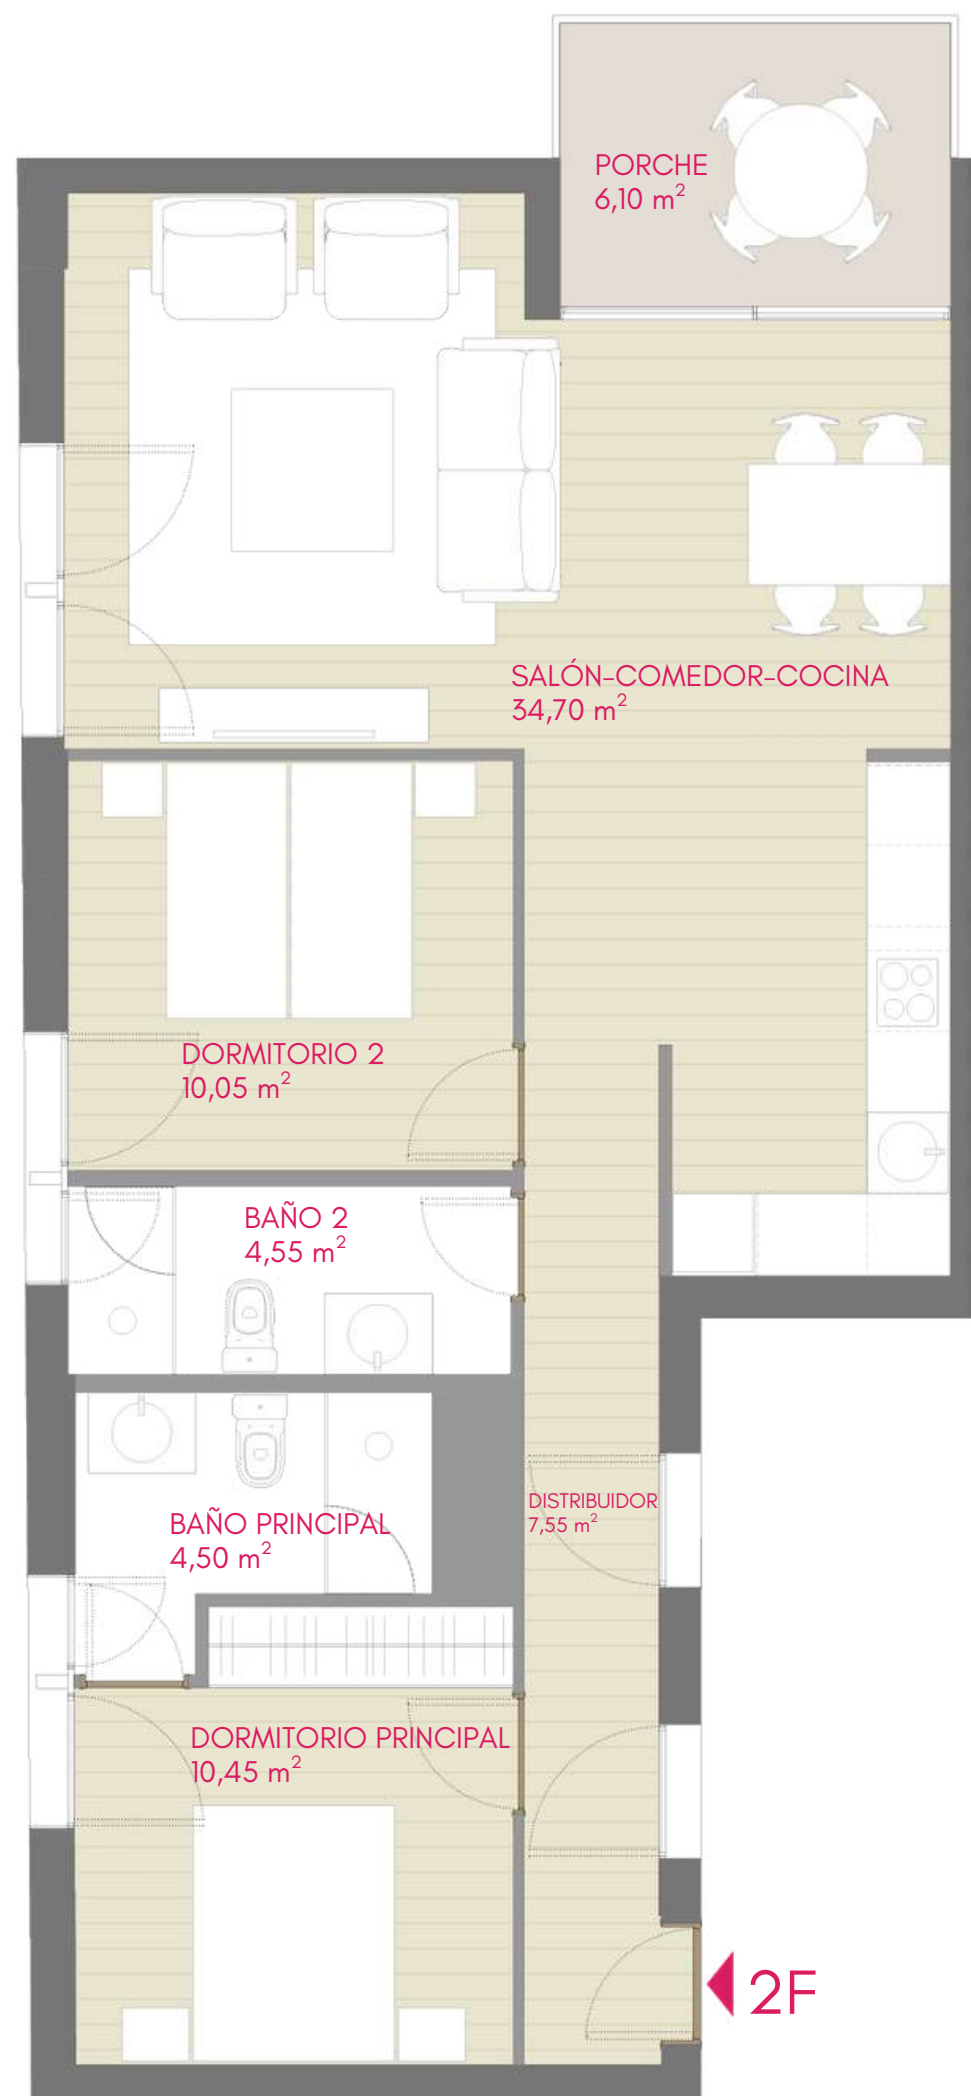 PORCHE
6,10 m²
SALÓN-COMEDOR-COCINA
34,70 m²
DORMITORIO 2
10,05 m²
BAÑO 2
4,55 m²
DISTRIBUIDOR
7,55 m²
BAÑO PRINCIPAL
4,50 m²
DORMITORIO PRINCIPAL
10,45 m²
2F